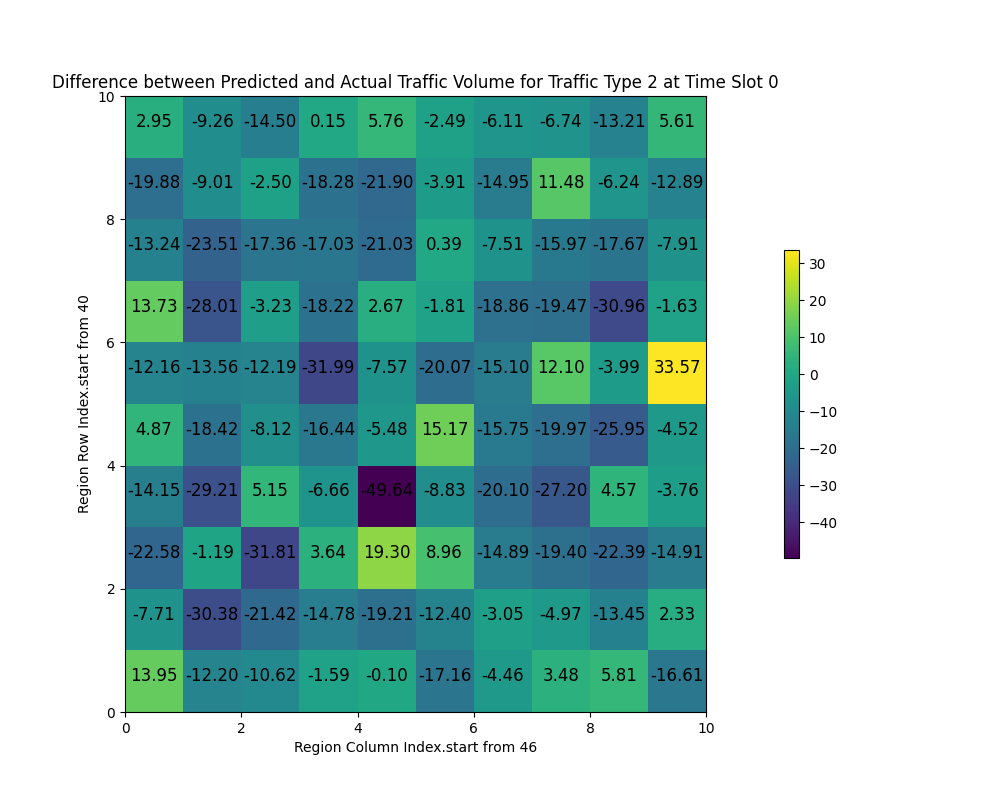 Difference between Predicted and Actual Traffic Volume for Traffic Type 2 at Time Slot 0
10
2.95 -9.26 -14.50 0.15 5.76 -2.49 -6.11 -6.74 -13.21 5.61
-19.88 -9.01 -2.50 -18.28 -21.90 -3.91 -14.95 11.48 -6.24 -12.89
8
-13.24 -23.51 -17.36 -17.03 -21.03 0.39 -7.51 -15.97 -17.67 -7.91
13.73 -28.01 -3.23 -18.22 2.67 -1.81 -18.86 -19.47 -30.96 -1.63
6
-12.16 -13.56 -12.19 -31.99 -7.57 -20.07 -15.10 12.10 -3.99 33.57
4.87 -18.42 -8.12 -16.44 -5.48 15.17 -15.75 -19.97 -25.95 -4.52
4
-14.15 -29.21 5.15 -6.66 -49.64 -8.83 -20.10 -27.20 4.57 -3.76
-22.58 -1.19 -31.81 3.64 19.30 8.96 -14.89 -19.40 -22.39 -14.91
2
-7.71 -30.38 -21.42 -14.78 -19.21 -12.40 -3.05 -4.97 -13.45 2.33
13.95 -12.20 -10.62 -1.59 -0.10 -17.16 -4.46 3.48 5.81 -16.61
0
0 2 4 6 8 10
Region Column Index.start from 46
Region Row Index.start from 40
30
20
10
0
−10
−20
−30
−40